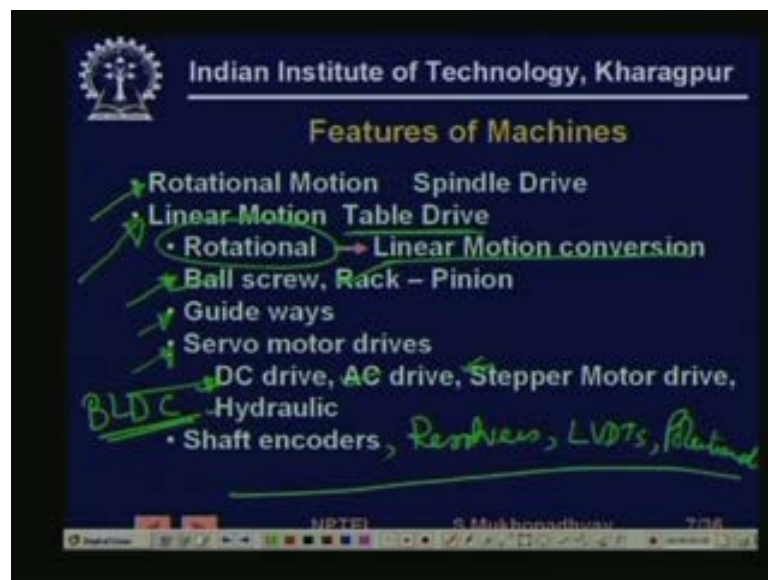 Indian Institute of Technology, Kharagpur
Features of Machines
• Rotational Motion Spindle Drive
• Linear Motion Table Drive
• Rotational → Linear Motion conversion
• Ball screw, Rack – Pinion
• Guide ways
• Servo motor drives
DC drive, AC drive, Stepper Motor drive,
BLDC Hydraulic
• Shaft encoders, Resolvers, LVDTs,
NPTEL S.Mukhopadhyay 7/36